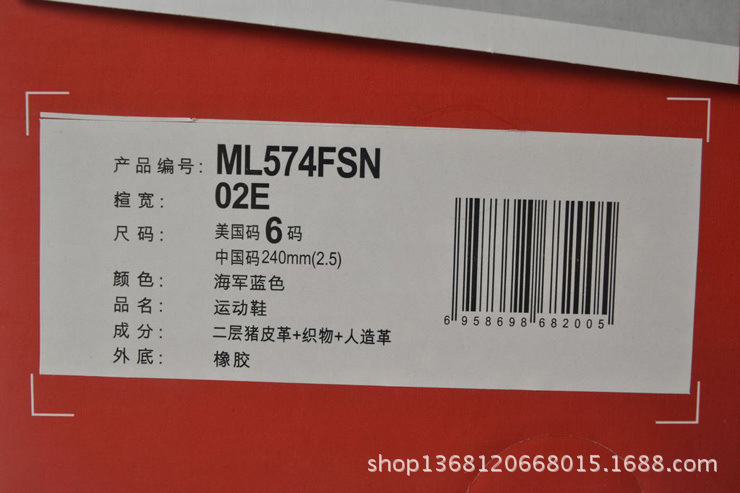 产品编号: ML574FSN
楦宽: 02E
尺码: 美国码 6 码
中国码240mm(2.5)
颜色: 海军蓝色
品名: 运动鞋
成分: 二层猪皮革+织物+人造革
外底: 橡胶
6 958698 682005
shop1368120668015.1688.com